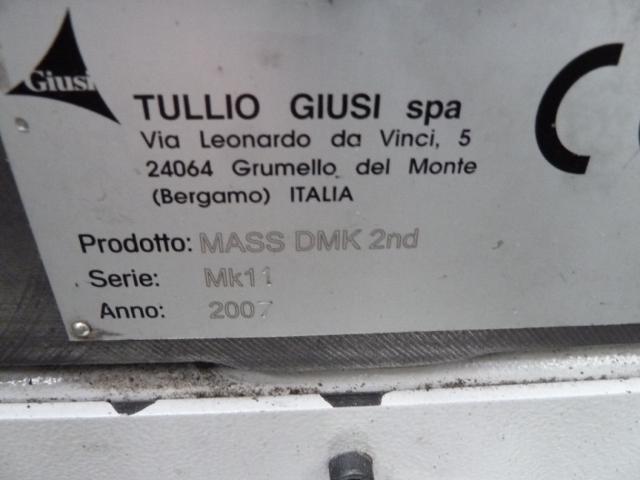 Giusi
TULLIO GIUSI spa
Via Leonardo da Vinci, 5
24064 Grumello del Monte
(Bergamo) ITALIA
Prodotto: MASS DMK 2nd
Serie: Mk11
Anno: 2007